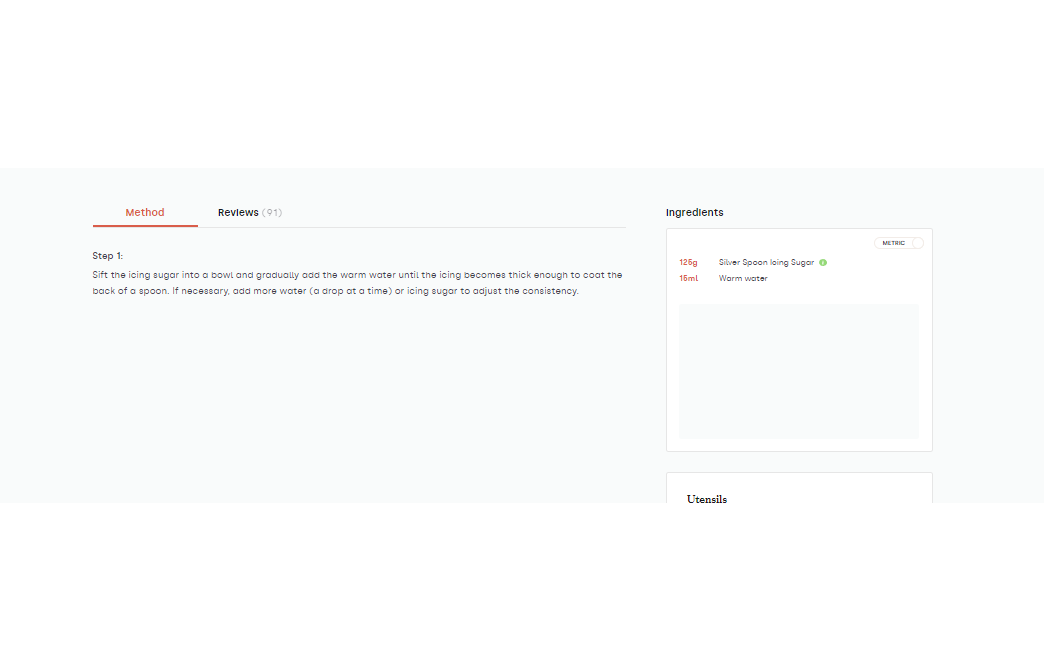 Method
Reviews (91)
Step 1:
Sift the icing sugar into a bowl and gradually add the warm water until the icing becomes thick enough to coat the
back of a spoon. If necessary, add more water (a drop at a time) or icing sugar to adjust the consistency.
Ingredients
METRIC
125g Silver Spoon Icing Sugar
15ml Warm water
Utensils